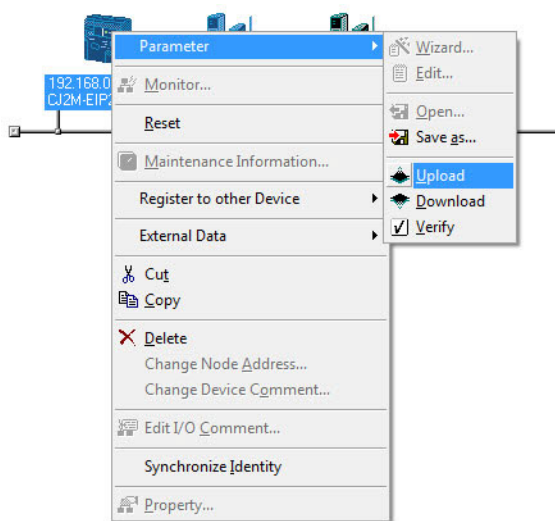 192.168.0
CJ2M-EIP2
Parameter
Monitor...
Reset
Maintenance Information...
Register to other Device
External Data
Cut
Copy
Delete
Change Node Address...
Change Device Comment...
Edit I/O Comment...
Synchronize Identity
Property...
Wizard...
Edit...
Open...
Save as...
Upload
Download
Verify